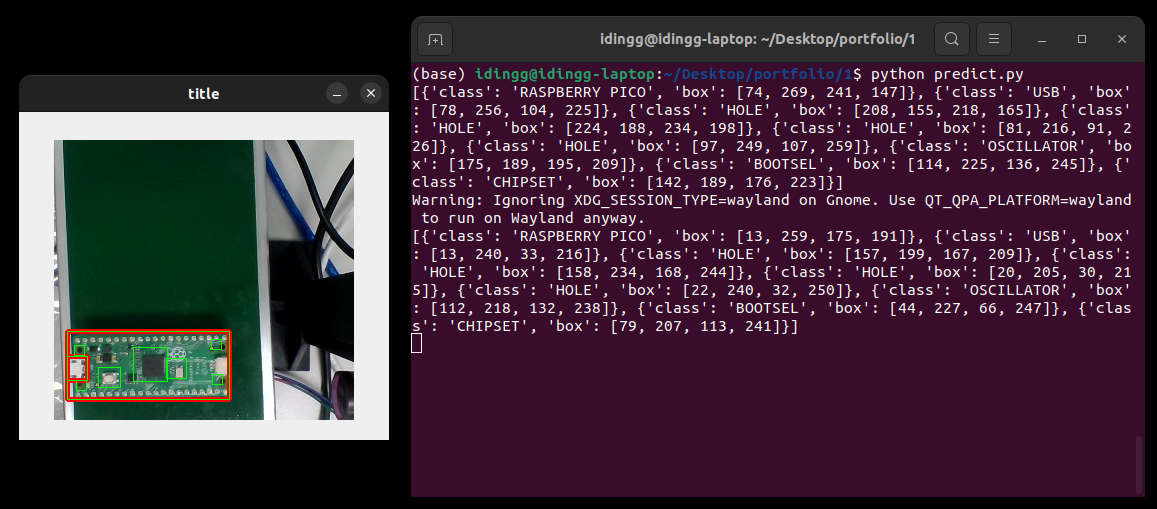 title
idingg@idingg-laptop: ~/Desktop/portfolio/1
(base) idingg@idingg-laptop:~/Desktop/portfolio/1$ python predict.py
[{'class': 'RASPBERRY PICO', 'box': [74, 269, 241, 147]}, {'class': 'USB', 'box'
: [78, 256, 104, 225]}, {'class': 'HOLE', 'box': [208, 155, 218, 165]}, {'class'
: 'HOLE', 'box': [224, 188, 234, 198]}, {'class': 'HOLE', 'box': [81, 216, 91, 2
26]}, {'class': 'HOLE', 'box': [97, 249, 107, 259]}, {'class': 'OSCILLATOR', 'bo
x': [175, 189, 195, 209]}, {'class': 'BOOTSEL', 'box': [114, 225, 136, 245]}, {'
class': 'CHIPSET', 'box': [142, 189, 176, 223]}]
Warning: Ignoring XDG_SESSION_TYPE=wayland on Gnome. Use QT_QPA_PLATFORM=wayland
 to run on Wayland anyway.
[{'class': 'RASPBERRY PICO', 'box': [13, 259, 175, 191]}, {'class': 'USB', 'box'
: [13, 240, 33, 216]}, {'class': 'HOLE', 'box': [157, 199, 167, 209]}, {'class':
 'HOLE', 'box': [158, 234, 168, 244]}, {'class': 'HOLE', 'box': [20, 205, 30, 21
5]}, {'class': 'HOLE', 'box': [22, 240, 32, 250]}, {'class': 'OSCILLATOR', 'box'
: [112, 218, 132, 238]}, {'class': 'BOOTSEL', 'box': [44, 227, 66, 247]}, {'clas
s': 'CHIPSET', 'box': [79, 207, 113, 241]}]